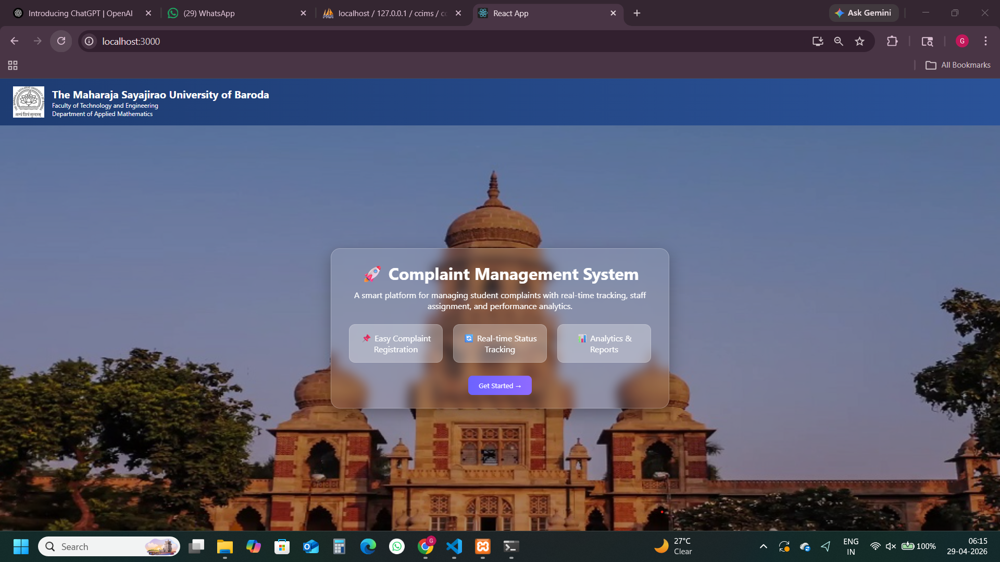 Introducing ChatGPT | OpenAI
(29) WhatsApp
localhost / 127.0.0.1 / ccims / cc
React App
Ask Gemini
localhost:3000
G
All Bookmarks
The Maharaja Sayajirao University of Baroda
Faculty of Technology and Engineering
Department of Applied Mathematics
सत्यं शिवं सुन्दरम्
🚀 Complaint Management System
A smart platform for managing student complaints with real-time tracking, staff
assignment, and performance analytics.
📌 Easy Complaint
Registration
🔄 Real-time Status
Tracking
📊 Analytics &
Reports
Get Started →
Search
G
27°C
Clear
ENG
IN
100%
06:15
29-04-2026